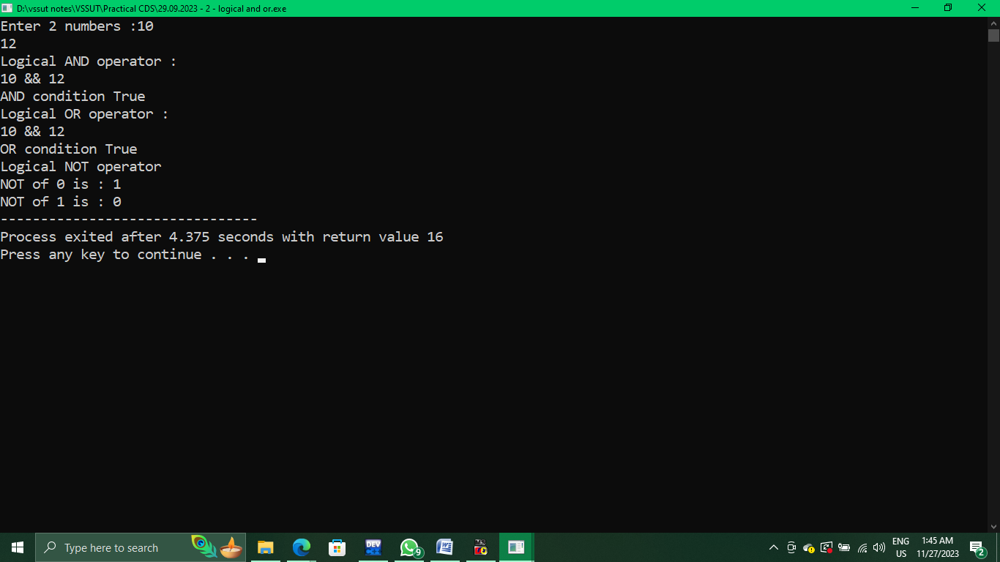 D:\vssut notes\VSSUT\Practical CDS\29.09.2023 - 2 - logical and or.exe
Enter 2 numbers :10
12
Logical AND operator :
10 && 12
AND condition True
Logical OR operator :
10 && 12
OR condition True
Logical NOT operator
NOT of 0 is : 1
NOT of 1 is : 0
--------------------------------
Process exited after 4.375 seconds with return value 16
Press any key to continue . . .
Type here to search
DEV
9
ENG
US
1:45 AM
11/27/2023
2